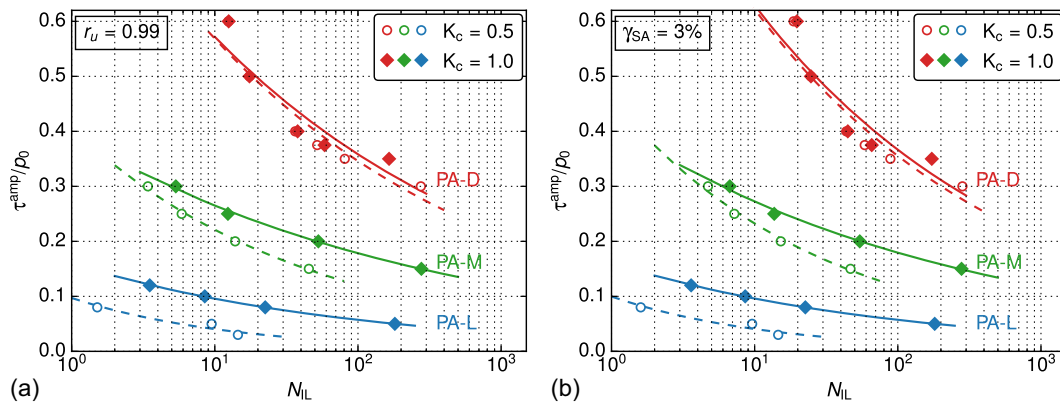 r_u = 0.99
K_c = 0.5
K_c = 1.0
PA-D
PA-M
PA-L
0.6
0.5
0.4
0.3
0.2
0.1
0.0
τ^amp/p_0
10^0 10^1 10^2 10^3
N_IL
(a)
γ_SA = 3%
K_c = 0.5
K_c = 1.0
PA-D
PA-M
PA-L
0.6
0.5
0.4
0.3
0.2
0.1
0.0
τ^amp/p_0
10^0 10^1 10^2 10^3
N_IL
(b)